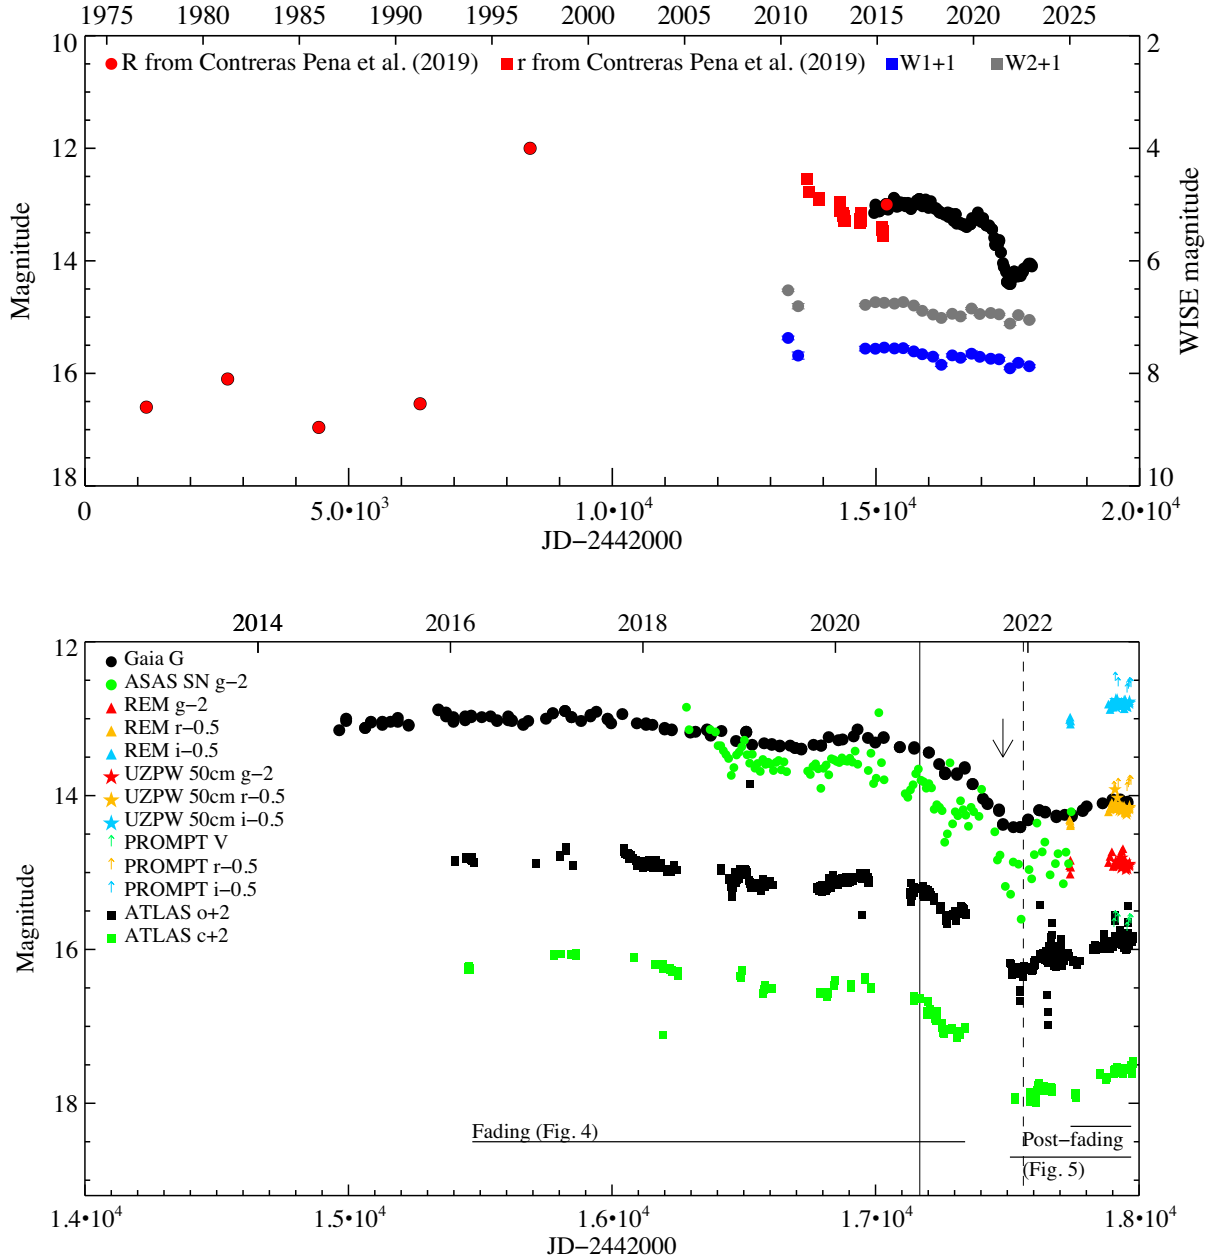 1975 1980 1985 1990 1995 2000 2005 2010 2015 2020 2025
10 2
R from Contreras Pena et al. (2019) r from Contreras Pena et al. (2019) W1+1 W2+1
12 4
14 6
16 8
18 10
Magnitude
WISE magnitude
0 5.0•10³ 1.0•10⁴ 1.5•10⁴ 2.0•10⁴
JD−2442000
2014 2016 2018 2020 2022
12
Gaia G
ASAS SN g−2
REM g−2
REM r−0.5
REM i−0.5
UZPW 50cm g−2
UZPW 50cm r−0.5
UZPW 50cm i−0.5
PROMPT V
PROMPT r−0.5
PROMPT i−0.5
ATLAS o+2
ATLAS c+2
14
16
18
Magnitude
Fading (Fig. 4)
Post−fading
(Fig. 5)
1.4•10⁴ 1.5•10⁴ 1.6•10⁴ 1.7•10⁴ 1.8•10⁴
JD−2442000